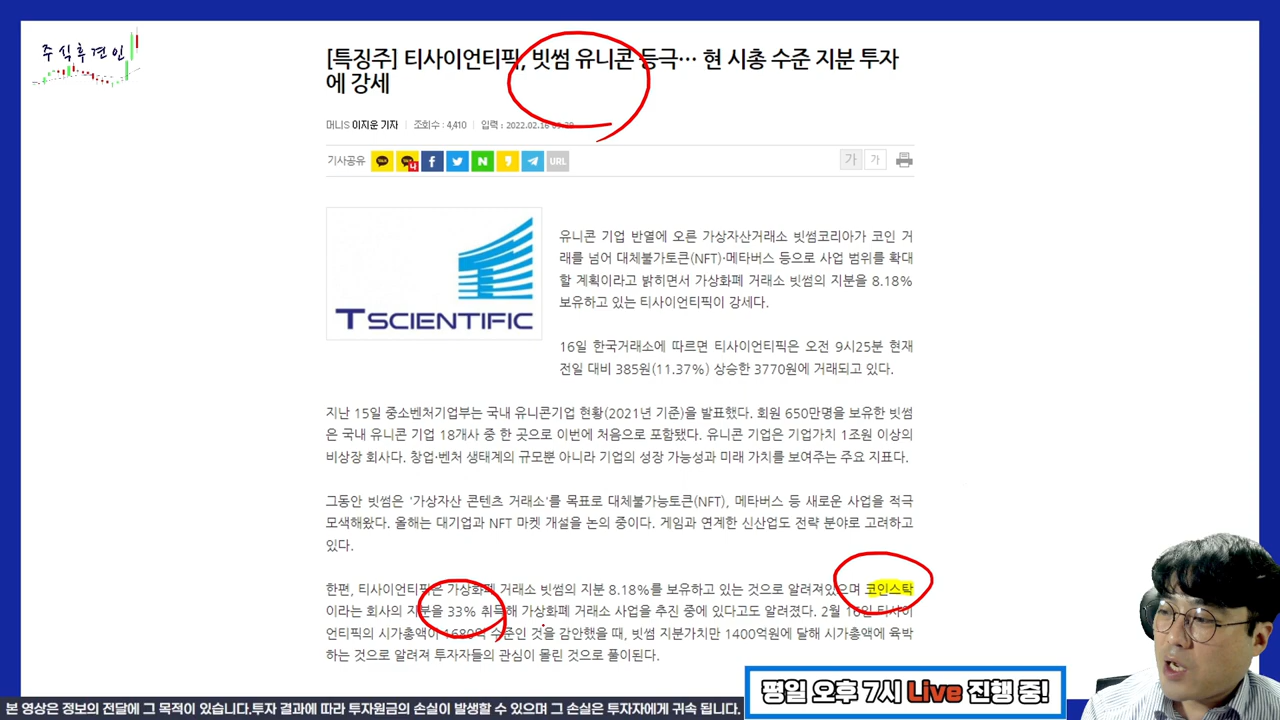 주식후견인
[특징주] 티사이언티픽, 빗썸 유니콘 등극… 현 시총 수준 지분 투자
에 강세
머니S 이지운 기자 조회수 : 4,410 입력 : 2022.02.16
기사공유 TALK TALK 4 f N URL 가 가
유니콘 기업 반열에 오른 가상자산거래소 빗썸코리아가 코인 거
래를 넘어 대체불가토큰(NFT)·메타버스 등으로 사업 범위를 확대
할 계획이라고 밝히면서 가상화폐 거래소 빗썸의 지분을 8.18%
보유하고 있는 티사이언티픽이 강세다.
T SCIENTIFIC
16일 한국거래소에 따르면 티사이언티픽은 오전 9시25분 현재
전일 대비 385원(11.37%) 상승한 3770원에 거래되고 있다.
지난 15일 중소벤처기업부는 국내 유니콘기업 현황(2021년 기준)을 발표했다. 회원 650만명을 보유한 빗썸
은 국내 유니콘 기업 18개사 중 한 곳으로 이번에 처음으로 포함됐다. 유니콘 기업은 기업가치 1조원 이상의
비상장 회사다. 창업·벤처 생태계의 규모뿐 아니라 기업의 성장 가능성과 미래 가치를 보여주는 주요 지표다.
그동안 빗썸은 '가상자산 콘텐츠 거래소'를 목표로 대체불가능토큰(NFT), 메타버스 등 새로운 사업을 적극
모색해왔다. 올해는 대기업과 NFT 마켓 개설을 논의 중이다. 게임과 연계한 신산업도 전략 분야로 고려하고
있다.
한편, 티사이언티픽은 가상화폐 거래소 빗썸의 지분 8.18%를 보유하고 있는 것으로 알려져있으며 코인스탁
이라는 회사의 지분을 33% 취득해 가상화폐 거래소 사업을 추진 중에 있다고도 알려졌다. 2월 16일 티사이
언티픽의 시가총액이 1680억 수준인 것을 감안했을 때, 빗썸 지분가치만 1400억원에 달해 시가총액에 육박
하는 것으로 알려져 투자자들의 관심이 몰린 것으로 풀이된다.
평일 오후 7시 Live 진행 중!
본 영상은 정보의 전달에 그 목적이 있습니다.투자 결과에 따라 투자원금의 손실이 발생할 수 있으며 그 손실은 투자자에게 귀속 됩니다.